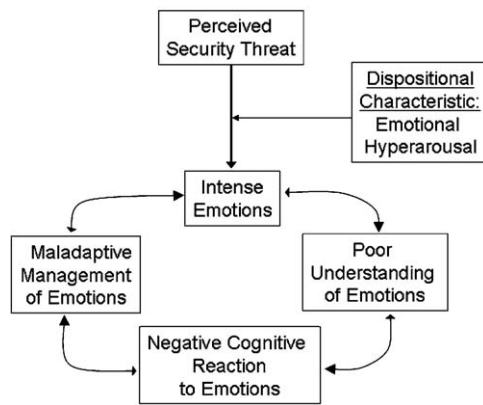 Perceived
Security Threat
Dispositional
Characteristic:
Emotional
Hyperarousal
Intense
Emotions
Maladaptive
Management
of Emotions
Poor
Understanding
of Emotions
Negative Cognitive
Reaction
to Emotions